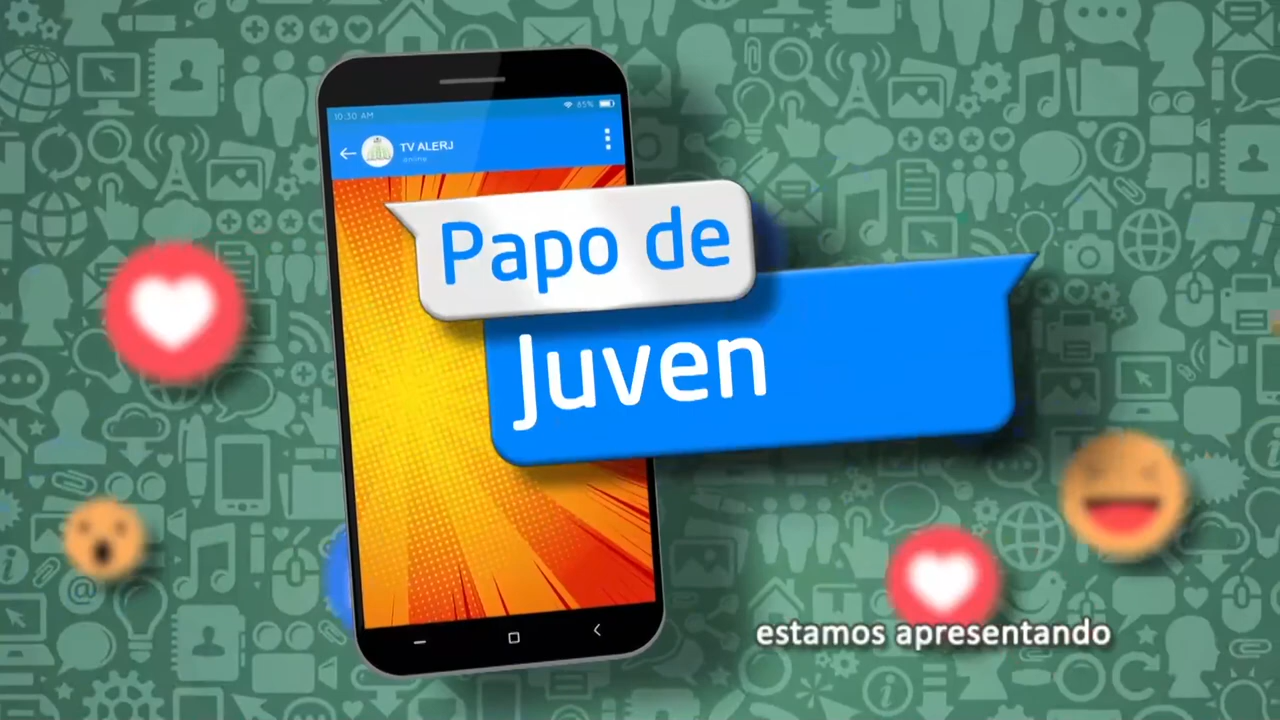 10:30 AM
85%
TV ALERJ
online
Papo de
Juven
estamos apresentando